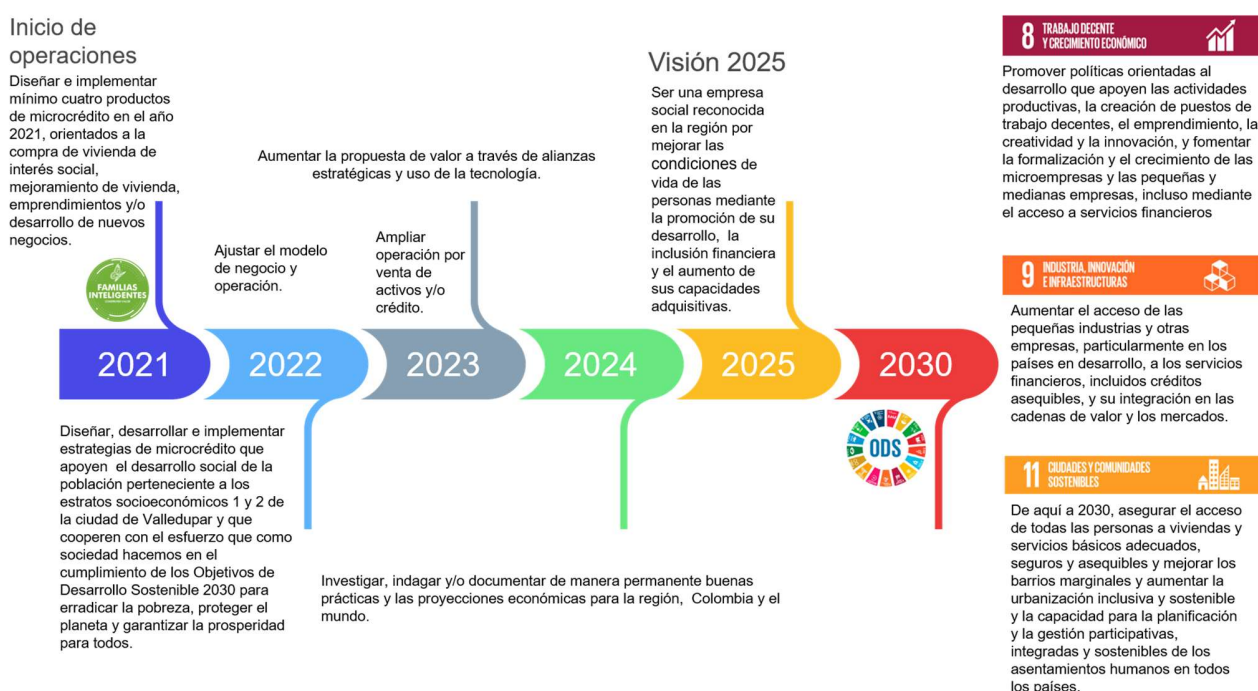 Inicio de
operaciones
Diseñar e implementar
mínimo cuatro productos
de microcrédito en el año
2021, orientados a la
compra de vivienda de
interés social,
mejoramiento de vivienda,
emprendimientos y/o
desarrollo de nuevos
negocios.
FAMILIAS
INTELIGENTES
Ajustar el modelo
de negocio y
operación.
Aumentar la propuesta de valor a través de alianzas
estratégicas y uso de la tecnología.
Ampliar
operación por
venta de
activos y/o
crédito.
Visión 2025
Ser una empresa
social reconocida
en la región por
mejorar las
condiciones de
vida de las
personas mediante
la promoción de su
desarrollo, la
inclusión financiera
y el aumento de
sus capacidades
adquisitivas.
2021
2022
2023
2024
2025
2030
ODS
Diseñar, desarrollar e implementar
estrategias de microcrédito que
apoyen el desarrollo social de la
población perteneciente a los
estratos socioeconómicos 1 y 2 de
la ciudad de Valledupar y que
cooperen con el esfuerzo que como
sociedad hacemos en el
cumplimiento de los Objetivos de
Desarrollo Sostenible 2030 para
erradicar la pobreza, proteger el
planeta y garantizar la prosperidad
para todos.
Investigar, indagar y/o documentar de manera permanente buenas
prácticas y las proyecciones económicas para la región, Colombia y el
mundo.
8 TRABAJO DECENTE
Y CRECIMIENTO ECONÓMICO
Promover políticas orientadas al
desarrollo que apoyen las actividades
productivas, la creación de puestos de
trabajo decentes, el emprendimiento, la
creatividad y la innovación, y fomentar
la formalización y el crecimiento de las
microempresas y las pequeñas y
medianas empresas, incluso mediante
el acceso a servicios financieros
9 INDUSTRIA, INNOVACIÓN
E INFRAESTRUCTURAS
Aumentar el acceso de las
pequeñas industrias y otras
empresas, particularmente en los
países en desarrollo, a los servicios
financieros, incluidos créditos
asequibles, y su integración en las
cadenas de valor y los mercados.
11 CIUDADES Y COMUNIDADES
SOSTENIBLES
De aquí a 2030, asegurar el acceso
de todas las personas a viviendas y
servicios básicos adecuados,
seguros y asequibles y mejorar los
barrios marginales y aumentar la
urbanización inclusiva y sostenible
y la capacidad para la planificación
y la gestión participativas,
integradas y sostenibles de los
asentamientos humanos en todos
los países.